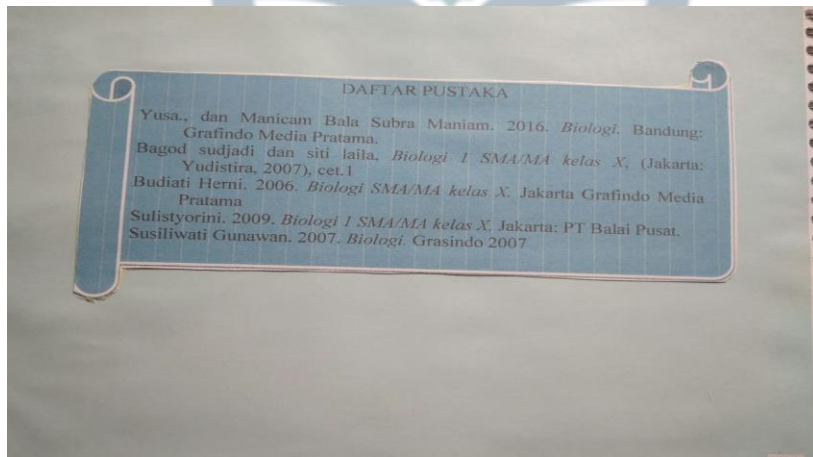 DAFTAR PUSTAKA
Yusa., dan Manicam Bala Subra Maniam. 2016. Biologi. Bandung:
Grafindo Media Pratama.
Bagod sudjadi dan siti laila, Biologi 1 SMA/MA kelas X, (Jakarta:
Yudistira, 2007), cet.1
Budiati Herni. 2006. Biologi SMA/MA kelas X. Jakarta Grafindo Media
Pratama
Sulistyorini. 2009. Biologi 1 SMA/MA kelas X. Jakarta: PT Balai Pusat.
Susiliwati Gunawan. 2007. Biologi. Grasindo 2007